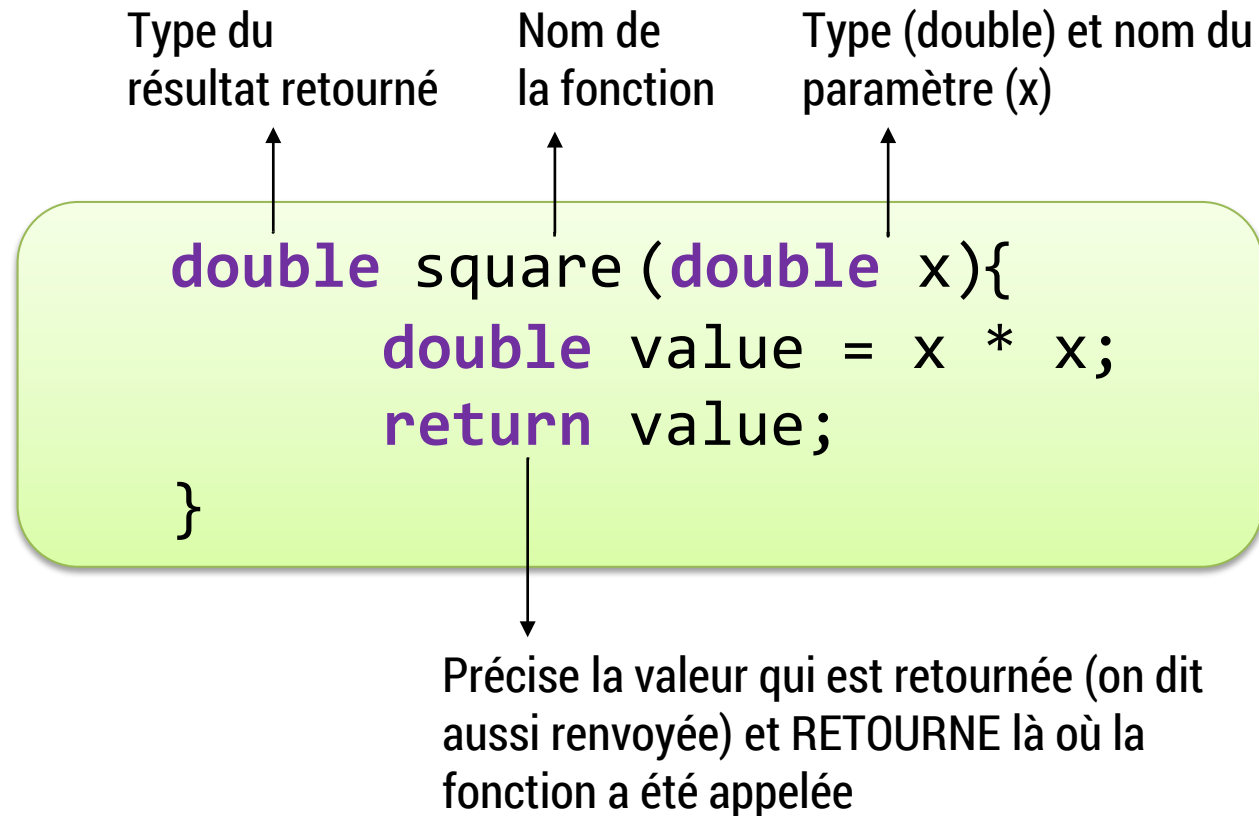 Type du
résultat retourné
Nom de
la fonction
Type (double) et nom du
paramètre (x)
double square (double x){
double value = x * x;
return value;
}
Précise la valeur qui est retournée (on dit
aussi renvoyée) et RETOURNE là où la
fonction a été appelée